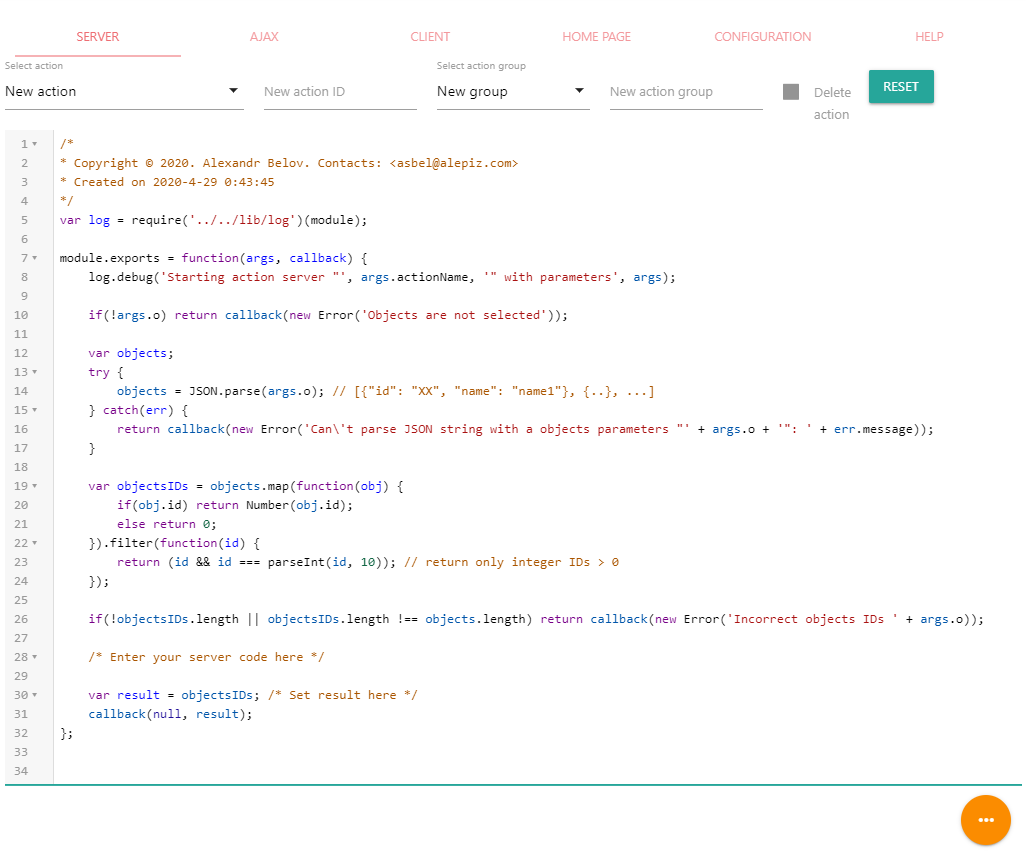 SERVER AJAX CLIENT HOME PAGE CONFIGURATION HELP
Select action Select action group
New action New action ID New group New action group Delete action RESET
1 /*
2 * Copyright © 2020. Alexandr Belov. Contacts: <asbel@alepiz.com>
3 * Created on 2020-4-29 0:43:45
4 */
5 var log = require('../../lib/log')(module);
6
7 module.exports = function(args, callback) {
8     log.debug('Starting action server "', args.actionName, '" with parameters', args);
9
10     if(!args.o) return callback(new Error('Objects are not selected'));
11
12     var objects;
13     try {
14         objects = JSON.parse(args.o); // [{"id": "XX", "name": "name1"}, {..}, ...]
15     } catch(err) {
16         return callback(new Error('Can\'t parse JSON string with a objects parameters "' + args.o + '": ' + err.message));
17     }
18
19     var objectsIDs = objects.map(function(obj) {
20         if(obj.id) return Number(obj.id);
21         else return 0;
22     }).filter(function(id) {
23         return (id && id === parseInt(id, 10)); // return only integer IDs > 0
24     });
25
26     if(!objectsIDs.length || objectsIDs.length !== objects.length) return callback(new Error('Incorrect objects IDs ' + args.o));
27
28     /* Enter your server code here */
29
30     var result = objectsIDs; /* Set result here */
31     callback(null, result);
32 };
33
34